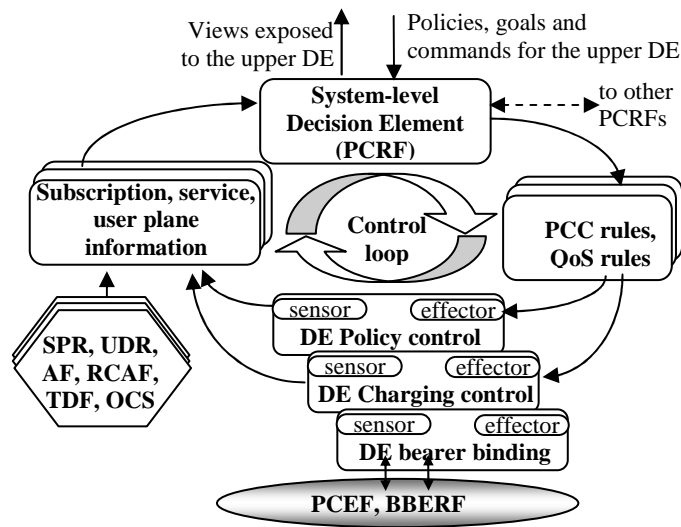 Views exposed
to the upper DE
Policies, goals and
commands for the upper DE
System-level
Decision Element
(PCRF)
to other
PCRFs
Subscription, service,
user plane
information
Control
loop
PCC rules,
QoS rules
sensor effector
DE Policy control
SPR, UDR,
AF, RCAF,
TDF, OCS
sensor effector
DE Charging control
sensor effector
DE bearer binding
PCEF, BBERF